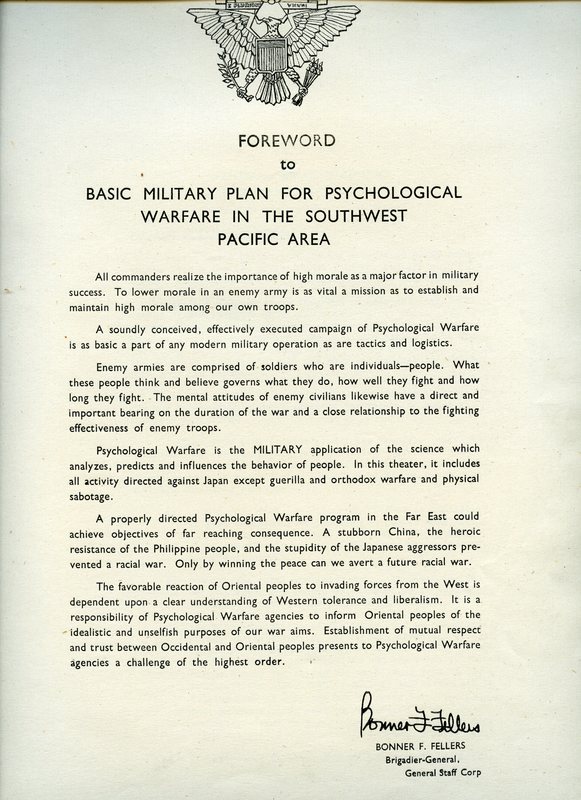 E PLURIBUS UNUM
FOREWORD
to
BASIC MILITARY PLAN FOR PSYCHOLOGICAL
WARFARE IN THE SOUTHWEST
PACIFIC AREA
All commanders realize the importance of high morale as a major factor in military
success. To lower morale in an enemy army is as vital a mission as to establish and
maintain high morale among our own troops.
A soundly conceived, effectively executed campaign of Psychological Warfare
is as basic a part of any modern military operation as are tactics and logistics.
Enemy armies are comprised of soldiers who are individuals—people. What
these people think and believe governs what they do, how well they fight and how
long they fight. The mental attitudes of enemy civilians likewise have a direct and
important bearing on the duration of the war and a close relationship to the fighting
effectiveness of enemy troops.
Psychological Warfare is the MILITARY application of the science which
analyzes, predicts and influences the behavior of people. In this theater, it includes
all activity directed against Japan except guerilla and orthodox warfare and physical
sabotage.
A properly directed Psychological Warfare program in the Far East could
achieve objectives of far reaching consequence. A stubborn China, the heroic
resistance of the Philippine people, and the stupidity of the Japanese aggressors pre-
vented a racial war. Only by winning the peace can we avert a future racial war.
The favorable reaction of Oriental peoples to invading forces from the West is
dependent upon a clear understanding of Western tolerance and liberalism. It is a
responsibility of Psychological Warfare agencies to inform Oriental peoples of the
idealistic and unselfish purposes of our war aims. Establishment of mutual respect
and trust between Occidental and Oriental peoples presents to Psychological Warfare
agencies a challenge of the highest order.
Bonner F Fellers
BONNER F. FELLERS
Brigadier-General,
General Staff Corp